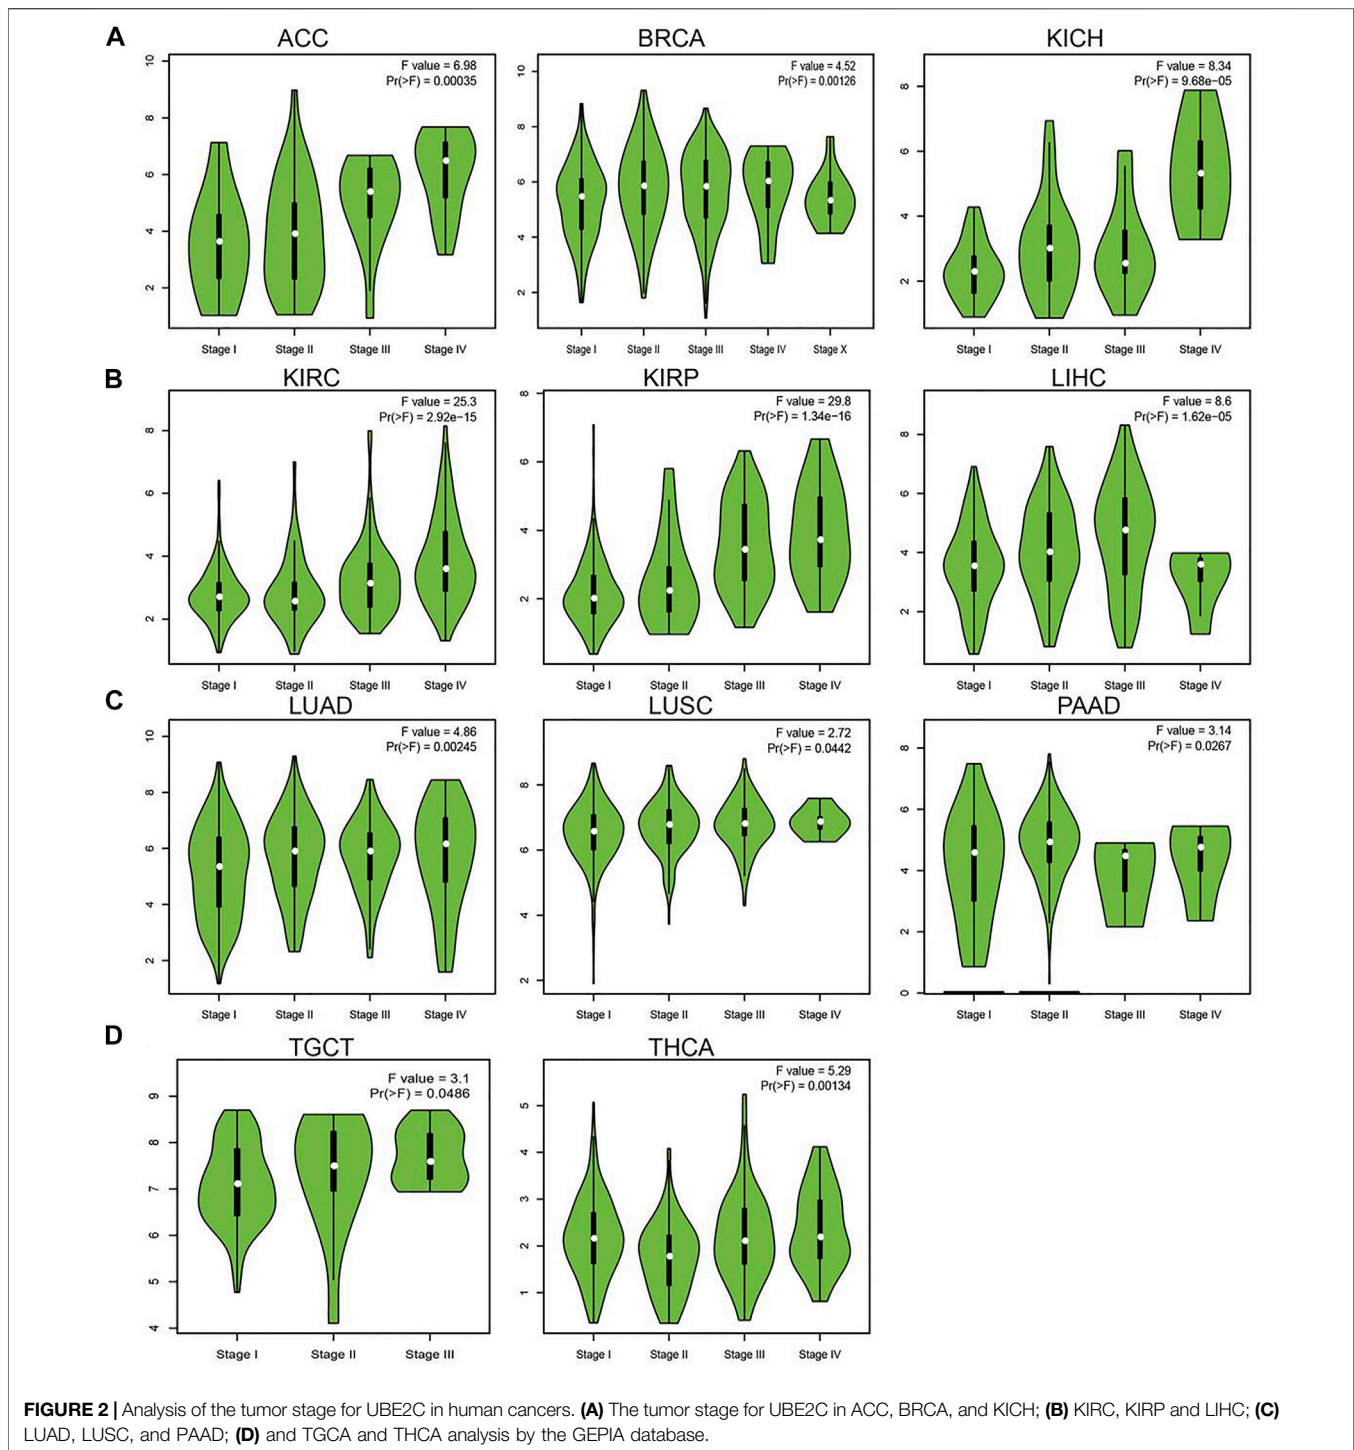 A
ACC
F value = 6.98
Pr(>F) = 0.00035
10
8
6
4
2
Stage I Stage II Stage III Stage IV
BRCA
F value = 4.52
Pr(>F) = 0.00126
10
8
6
4
2
Stage I Stage II Stage III Stage IV Stage X
KICH
F value = 8.34
Pr(>F) = 9.68e−05
8
6
4
2
Stage I Stage II Stage III Stage IV
B
KIRC
F value = 25.3
Pr(>F) = 2.92e−15
8
6
4
2
Stage I Stage II Stage III Stage IV
KIRP
F value = 29.8
Pr(>F) = 1.34e−16
8
6
4
2
Stage I Stage II Stage III Stage IV
LIHC
F value = 8.6
Pr(>F) = 1.62e−05
8
6
4
2
Stage I Stage II Stage III Stage IV
C
LUAD
F value = 4.86
Pr(>F) = 0.00245
10
8
6
4
2
Stage I Stage II Stage III Stage IV
LUSC
F value = 2.72
Pr(>F) = 0.0442
8
6
4
2
Stage I Stage II Stage III Stage IV
PAAD
F value = 3.14
Pr(>F) = 0.0267
8
6
4
2
0
Stage I Stage II Stage III Stage IV
D
TGCT
F value = 3.1
Pr(>F) = 0.0486
9
8
7
6
5
4
Stage I Stage II Stage III
THCA
F value = 5.29
Pr(>F) = 0.00134
5
4
3
2
1
Stage I Stage II Stage III Stage IV
FIGURE 2 | Analysis of the tumor stage for UBE2C in human cancers. (A) The tumor stage for UBE2C in ACC, BRCA, and KICH; (B) KIRC, KIRP and LIHC; (C)
LUAD, LUSC, and PAAD; (D) and TGCA and THCA analysis by the GEPIA database.